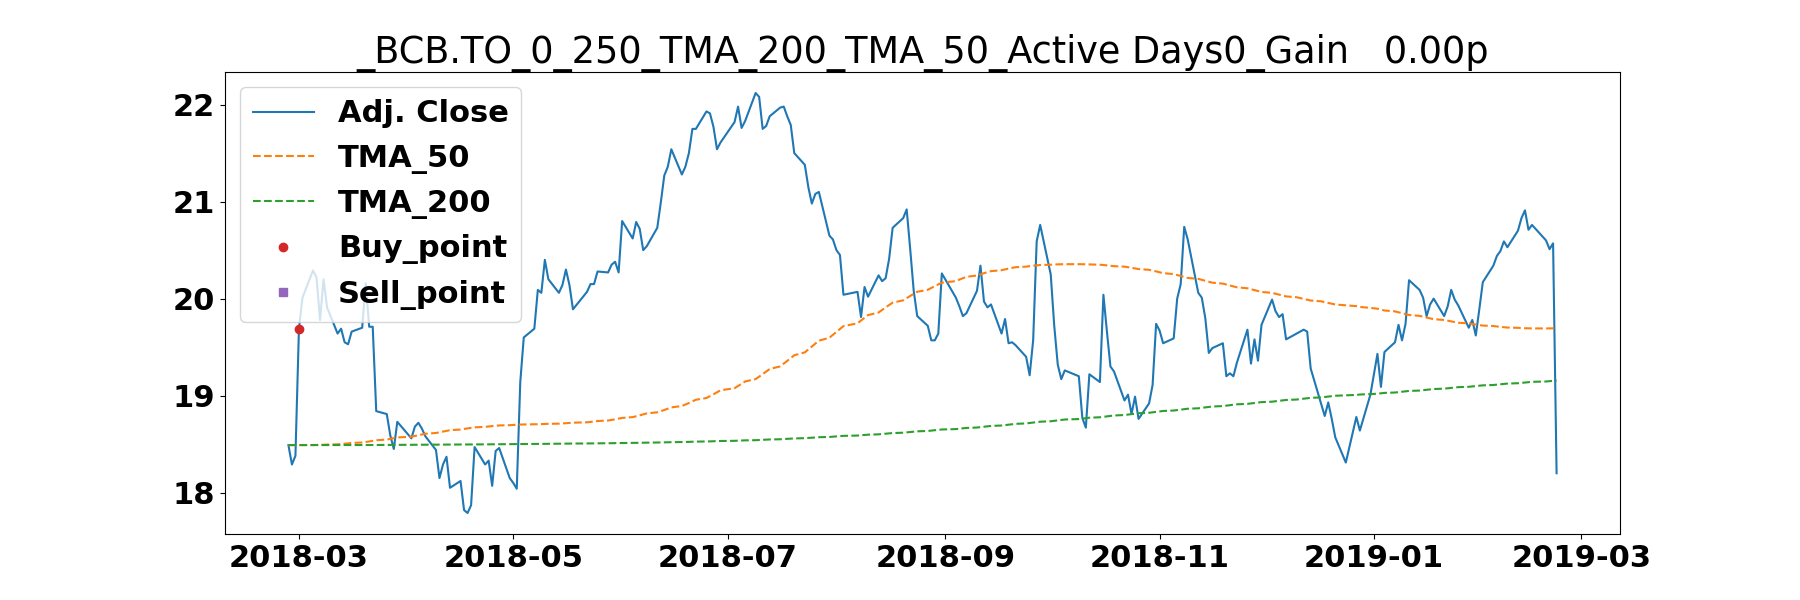 _BCB.TO_0_250_TMA_200_TMA_50_Active Days0_Gain   0.00p
22
21
20
19
18
Adj. Close
TMA_50
TMA_200
Buy_point
Sell_point
2018-03 2018-05 2018-07 2018-09 2018-11 2019-01 2019-03